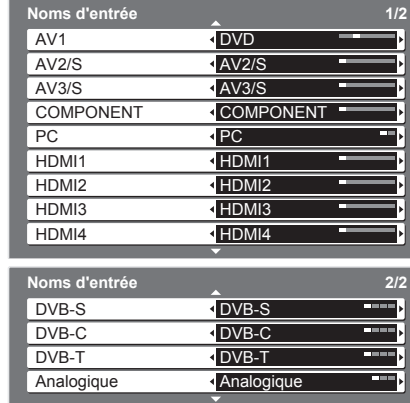 Noms d'entrée 1/2
AV1 DVD
AV2/S AV2/S
AV3/S AV3/S
COMPONENT COMPONENT
PC PC
HDMI1 HDMI1
HDMI2 HDMI2
HDMI3 HDMI3
HDMI4 HDMI4
Noms d'entrée 2/2
DVB-S DVB-S
DVB-C DVB-C
DVB-T DVB-T
Analogique Analogique